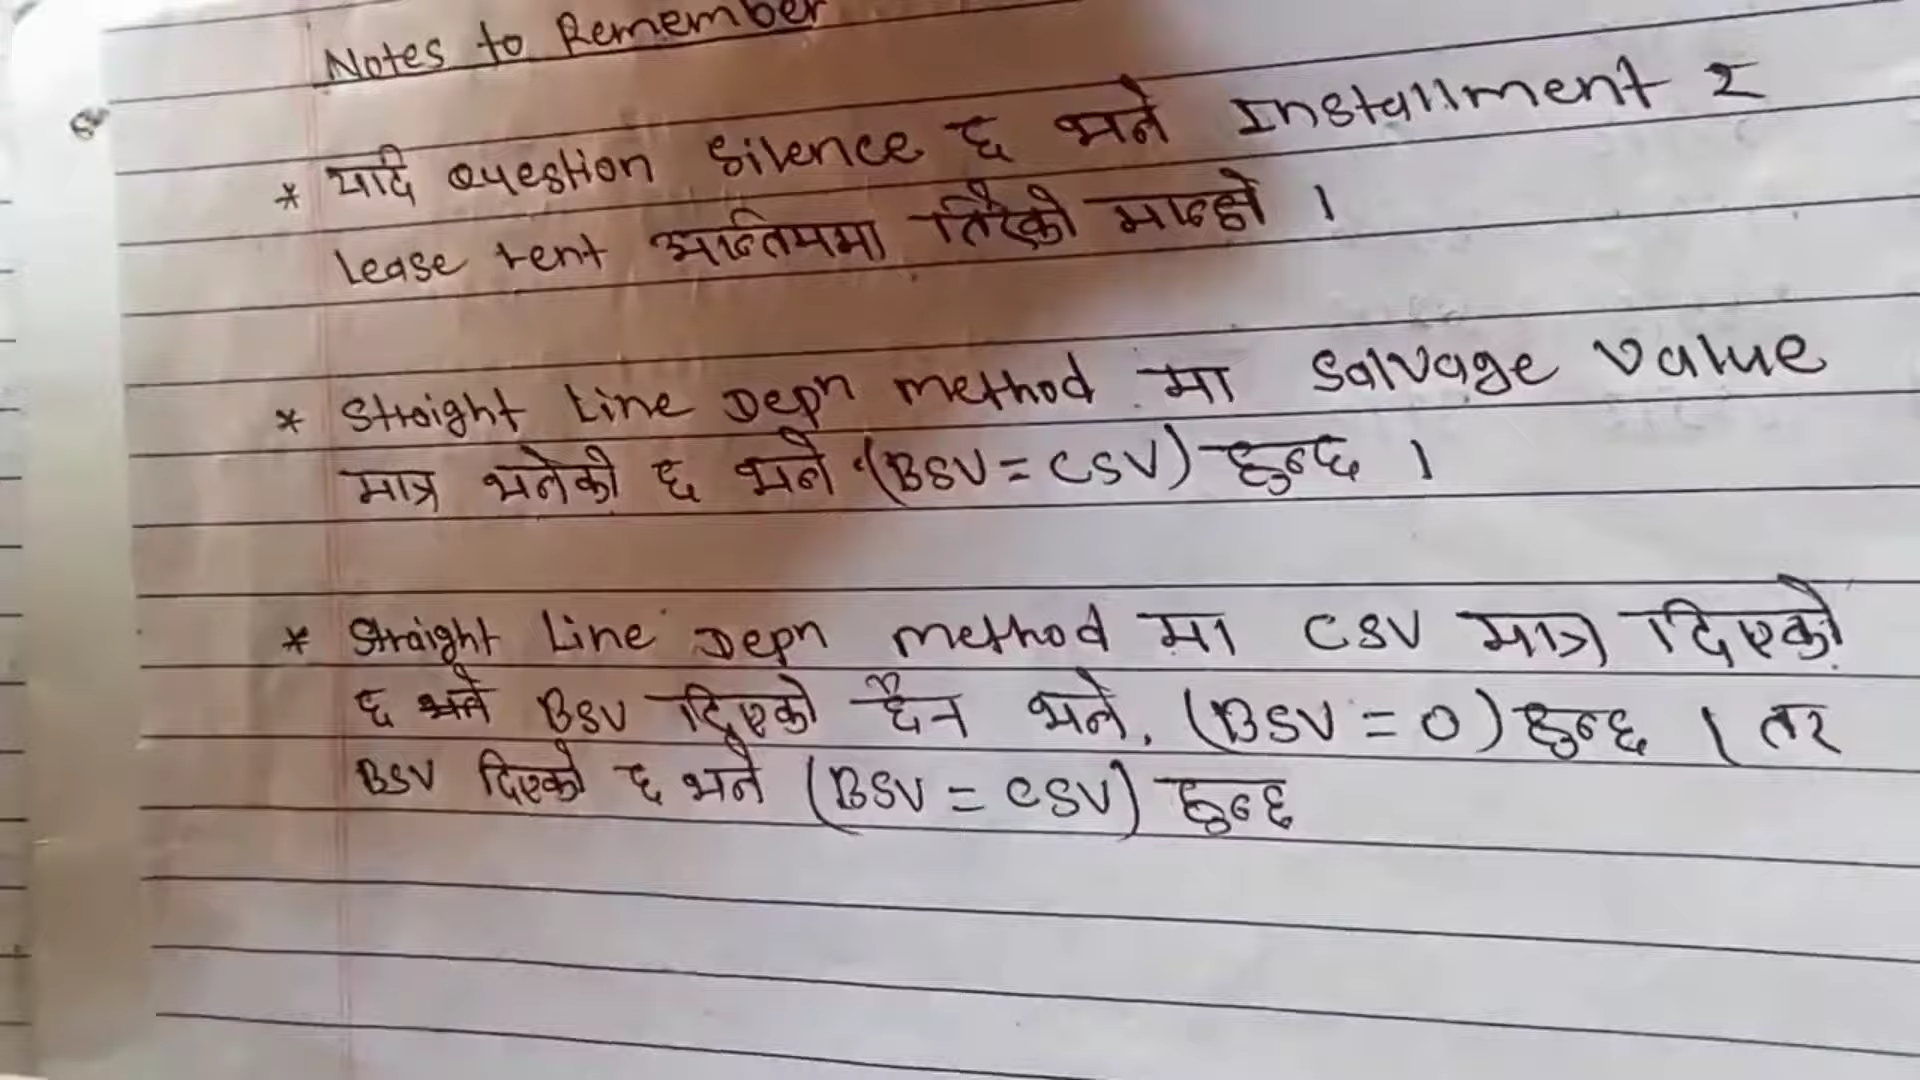 Notes to Remember
* यदि Question Silence छ भने Installment र
Lease rent अन्तिममा तिरेको मान्ने ।
* Straight Line Depn method मा Salvage Value
मात्र भनेको छ भने (BSV = CSV) हुन्छ ।
* Straight Line Depn method मा CSV मात्र दिएको
छ भने BSV दिएको छैन भने, (BSV = 0) हुन्छ । तर
BSV दिएको छ भने (BSV = CSV) हुन्छ